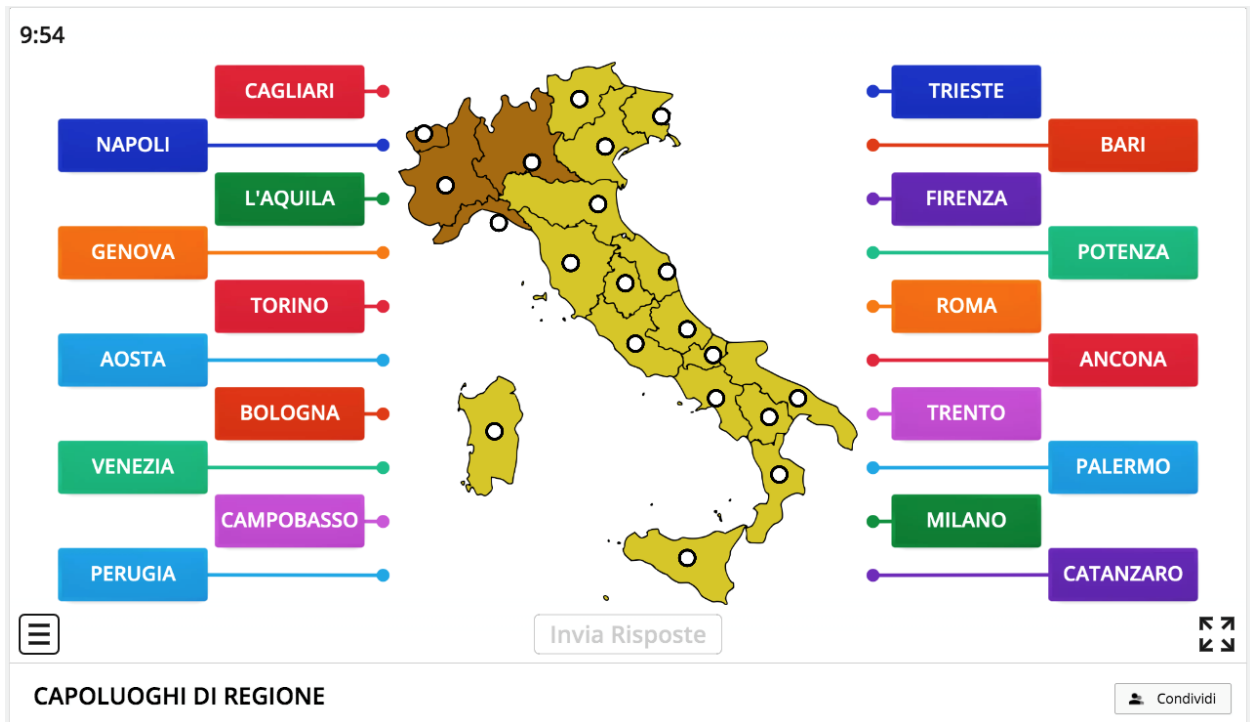 9:54
CAGLIARI
TRIESTE
NAPOLI
BARI
L'AQUILA
FIRENZA
GENOVA
POTENZA
TORINO
ROMA
AOSTA
ANCONA
BOLOGNA
TRENTO
VENEZIA
PALERMO
CAMPOBASSO
MILANO
PERUGIA
CATANZARO
Invia Risposte
CAPOLUOGHI DI REGIONE
Condividi